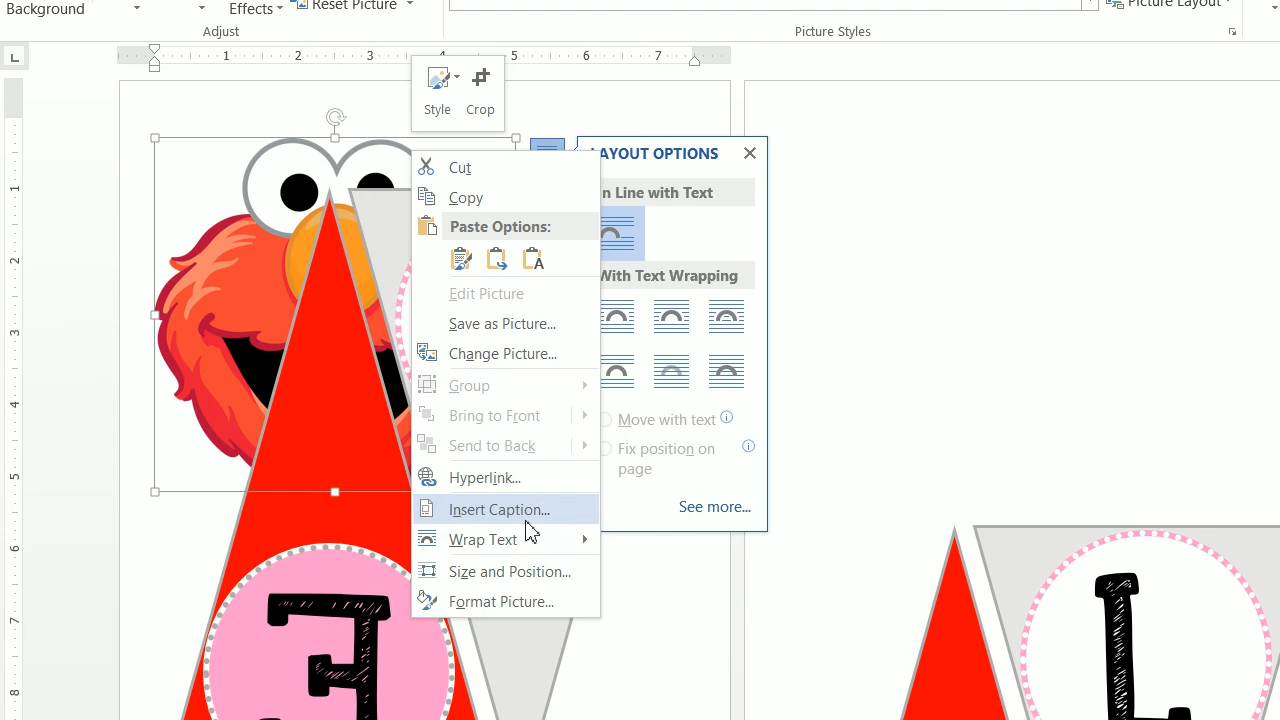 Background
Effects
Reset Picture
Picture Layout
Adjust
Picture Styles
L
1 2 3 4 5 6 7
Style Crop
Cut
Copy
Paste Options:
Edit Picture
Save as Picture...
Change Picture...
Group
Bring to Front
Send to Back
Hyperlink...
Insert Caption...
Wrap Text
Size and Position...
Format Picture...
LAYOUT OPTIONS
n Line with Text
With Text Wrapping
Move with text
Fix position on
page
See more...
1
2
3
4
5
6
7
8
E
L